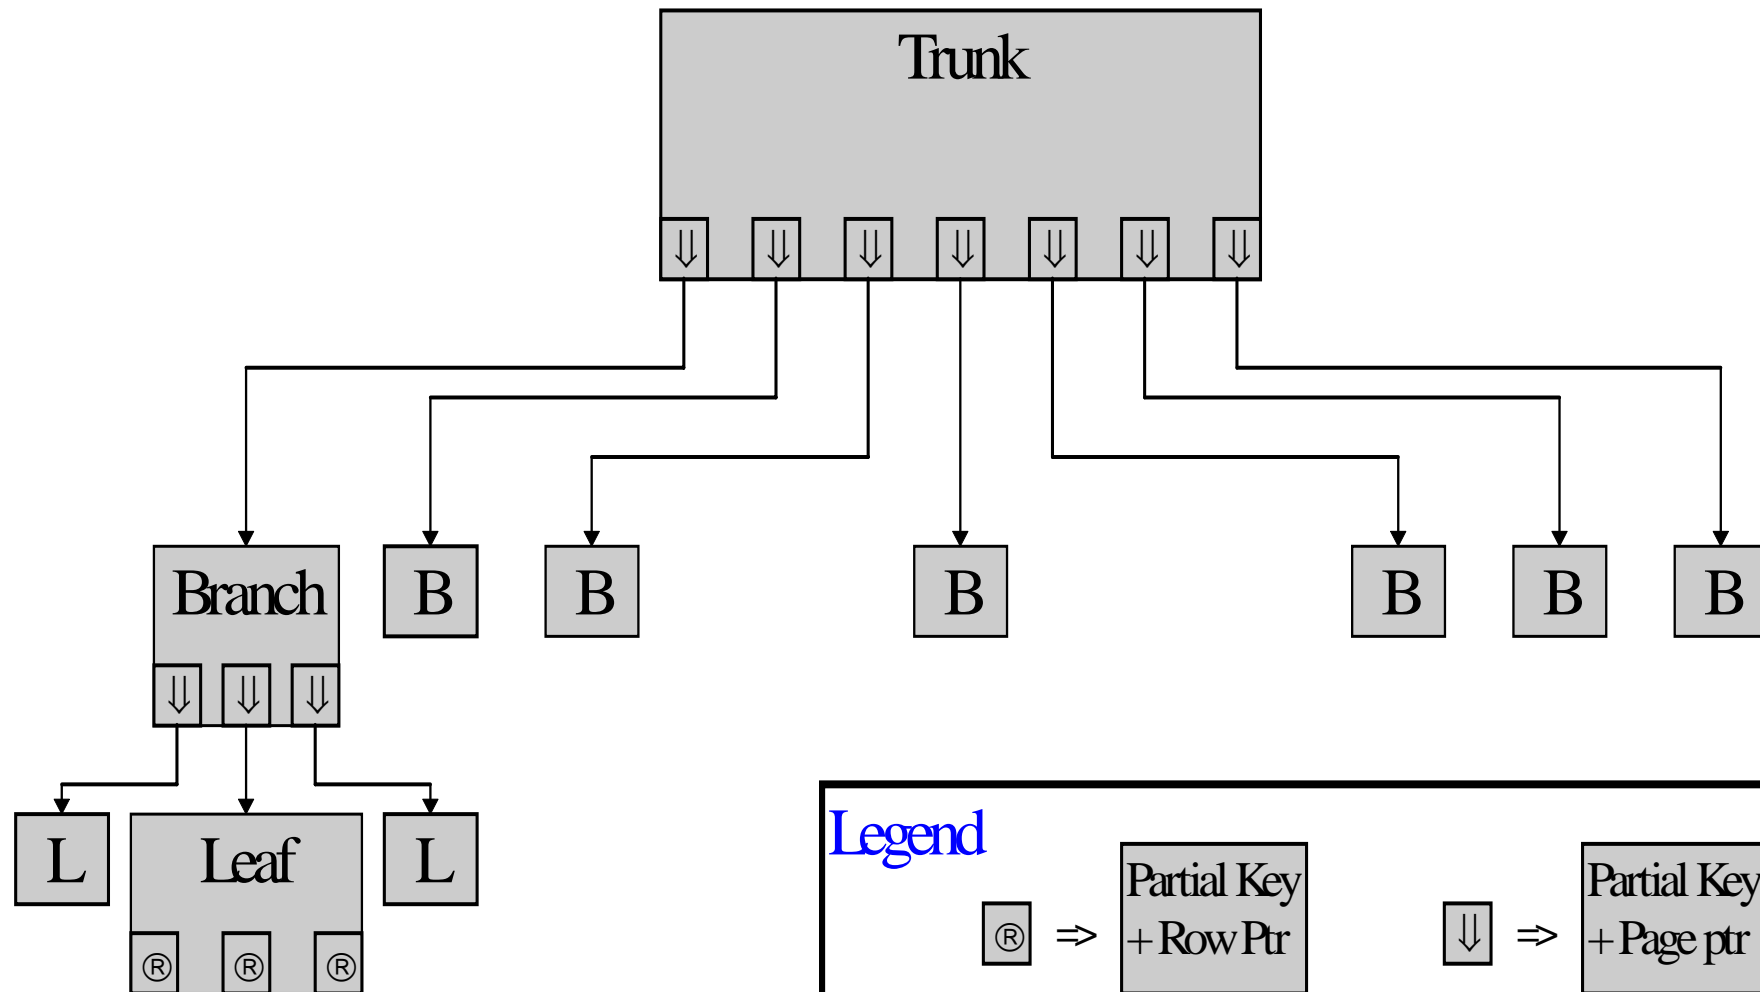 Trunk
⇓ ⇓ ⇓ ⇓ ⇓ ⇓ ⇓
Branch B B B B B B
⇓ ⇓ ⇓
L Leaf L
® ® ®
Legend
® => Partial Key
+ Row Ptr
⇓ => Partial Key
+ Page ptr